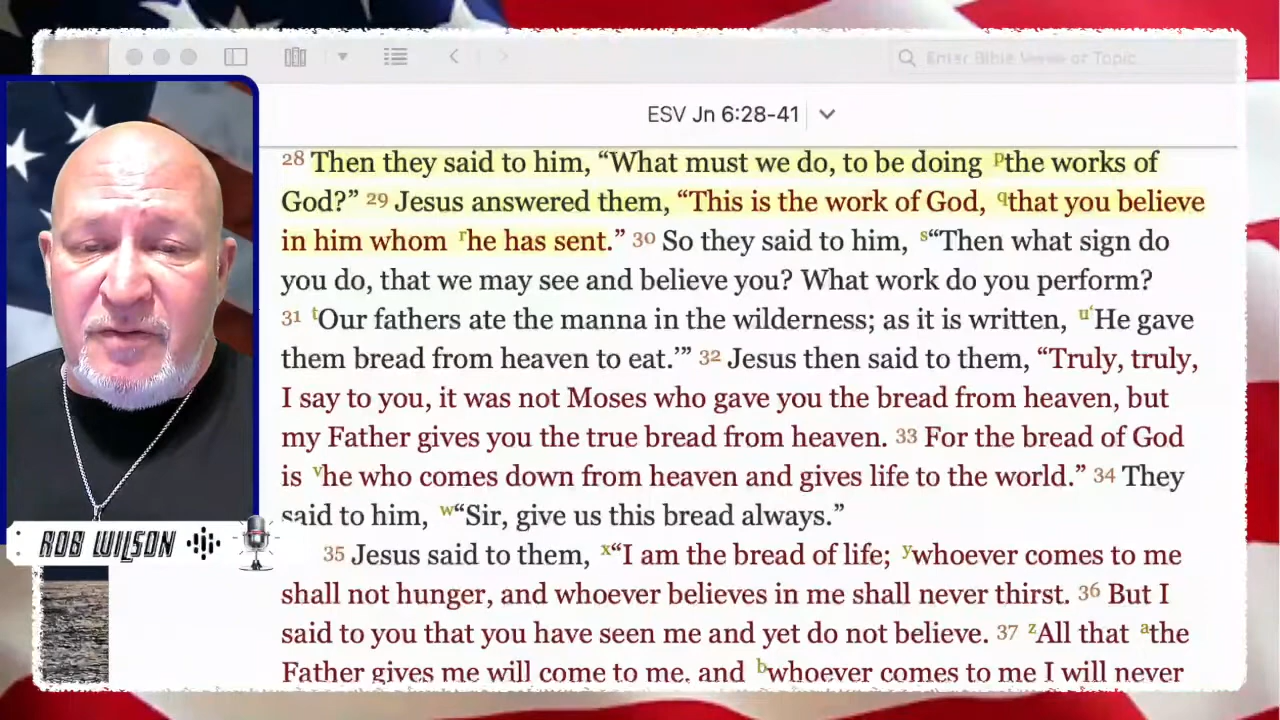 Enter Bible Verse or Topic
ESV Jn 6:28-41
28 Then they said to him, “What must we do, to be doing pthe works of
God?” 29 Jesus answered them, “This is the work of God, qthat you believe
in him whom rhe has sent.” 30 So they said to him, s“Then what sign do
you do, that we may see and believe you? What work do you perform?
31 tOur fathers ate the manna in the wilderness; as it is written, u‘He gave
them bread from heaven to eat.’” 32 Jesus then said to them, “Truly, truly,
I say to you, it was not Moses who gave you the bread from heaven, but
my Father gives you the true bread from heaven. 33 For the bread of God
is vhe who comes down from heaven and gives life to the world.” 34 They
said to him, w“Sir, give us this bread always.”
ROB WILSON
35 Jesus said to them, x“I am the bread of life; ywhoever comes to me
shall not hunger, and whoever believes in me shall never thirst. 36 But I
said to you that you have seen me and yet do not believe. 37 zAll that athe
Father gives me will come to me, and bwhoever comes to me I will never